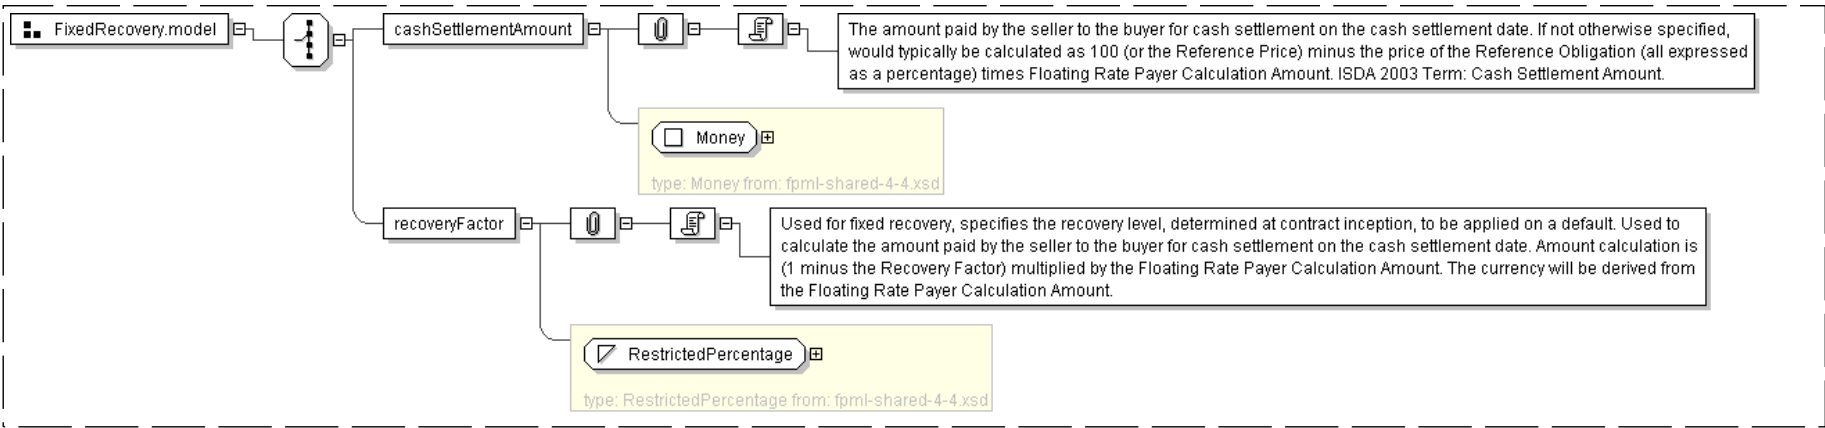 FixedRecovery.model
cashSettlementAmount
The amount paid by the seller to the buyer for cash settlement on the cash settlement date. If not otherwise specified,
would typically be calculated as 100 (or the Reference Price) minus the price of the Reference Obligation (all expressed
as a percentage) times Floating Rate Payer Calculation Amount. ISDA 2003 Term: Cash Settlement Amount.
Money
type: Money from: fpml-shared-4-4.xsd
recoveryFactor
Used for fixed recovery, specifies the recovery level, determined at contract inception, to be applied on a default. Used to
calculate the amount paid by the seller to the buyer for cash settlement on the cash settlement date. Amount calculation is
(1 minus the Recovery Factor) multiplied by the Floating Rate Payer Calculation Amount. The currency will be derived from
the Floating Rate Payer Calculation Amount.
RestrictedPercentage
type: RestrictedPercentage from: fpml-shared-4-4.xsd